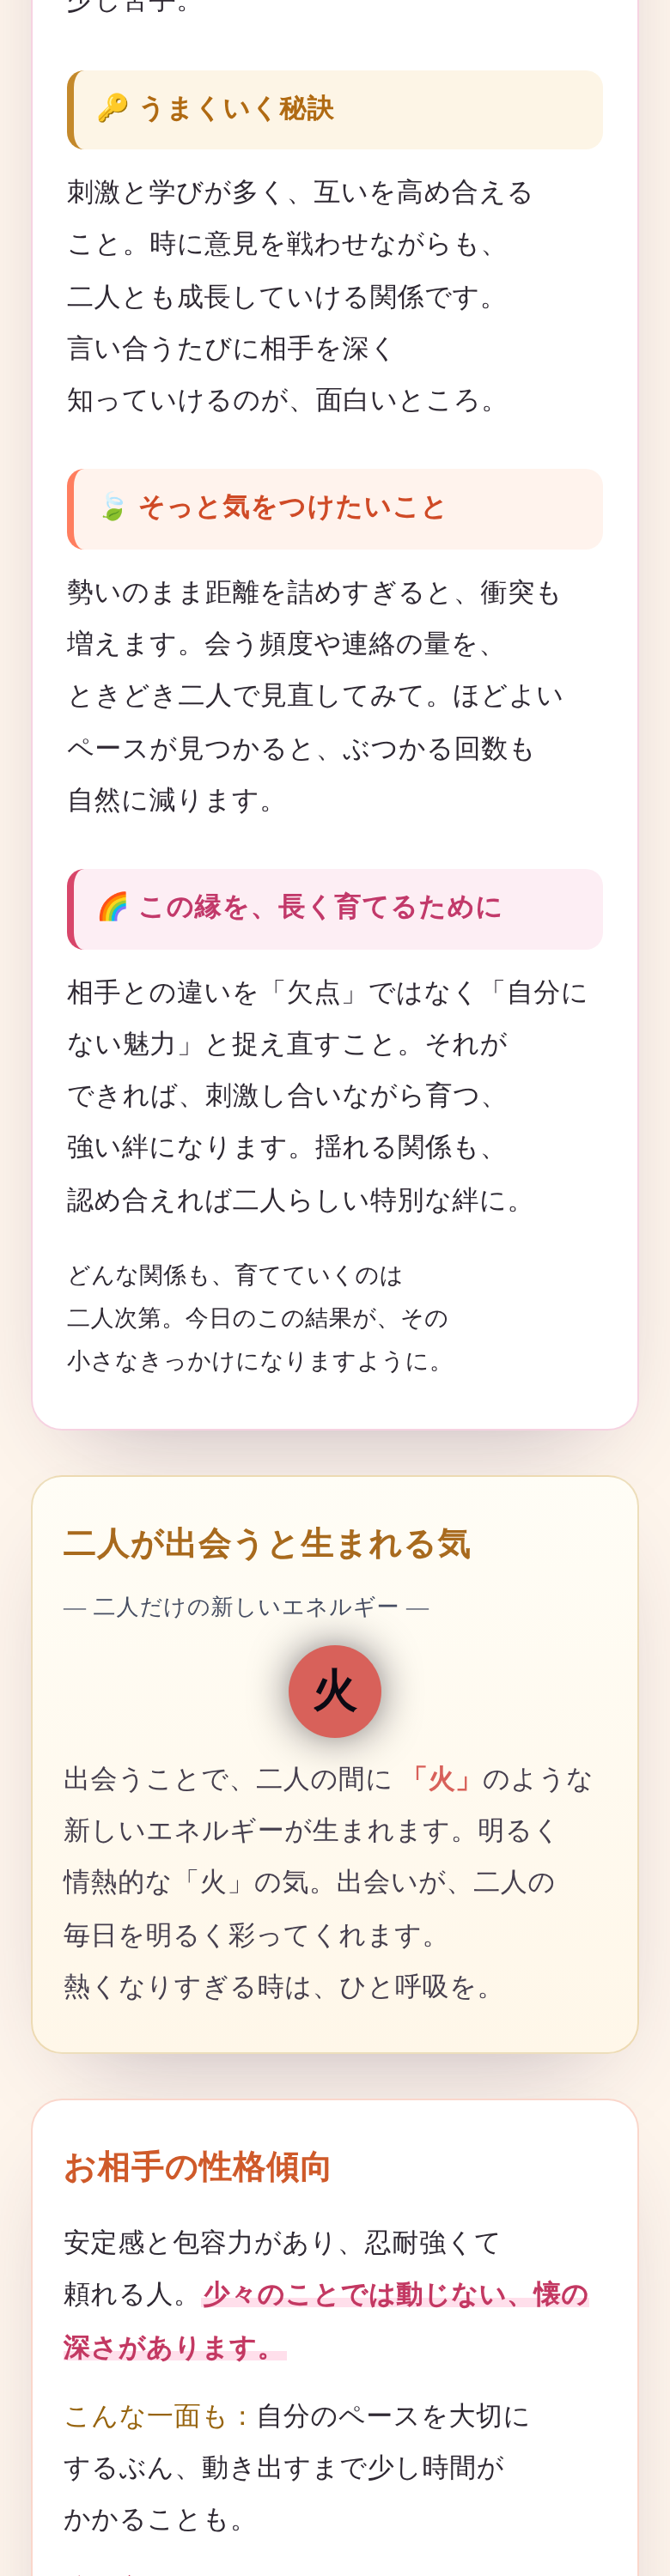 少し苦手。
🔑 うまくいく秘訣
刺激と学びが多く、互いを高め合える
こと。時に意見を戦わせながらも、
二人とも成長していける関係です。
言い合うたびに相手を深く
知っていけるのが、面白いところ。
🍃 そっと気をつけたいこと
勢いのまま距離を詰めすぎると、衝突も
増えます。会う頻度や連絡の量を、
ときどき二人で見直してみて。ほどよい
ペースが見つかると、ぶつかる回数も
自然に減ります。
🌈 この縁を、長く育てるために
相手との違いを「欠点」ではなく「自分に
ない魅力」と捉え直すこと。それが
できれば、刺激し合いながら育つ、
強い絆になります。揺れる関係も、
認め合えれば二人らしい特別な絆に。
どんな関係も、育てていくのは
二人次第。今日のこの結果が、その
小さなきっかけになりますように。
二人が出会うと生まれる気
— 二人だけの新しいエネルギー —
火
出会うことで、二人の間に「火」のような
新しいエネルギーが生まれます。明るく
情熱的な「火」の気。出会いが、二人の
毎日を明るく彩ってくれます。
熱くなりすぎる時は、ひと呼吸を。
お相手の性格傾向
安定感と包容力があり、忍耐強くて
頼れる人。少々のことでは動じない、懐の
深さがあります。
こんな一面も：自分のペースを大切に
するぶん、動き出すまで少し時間が
かかることも。